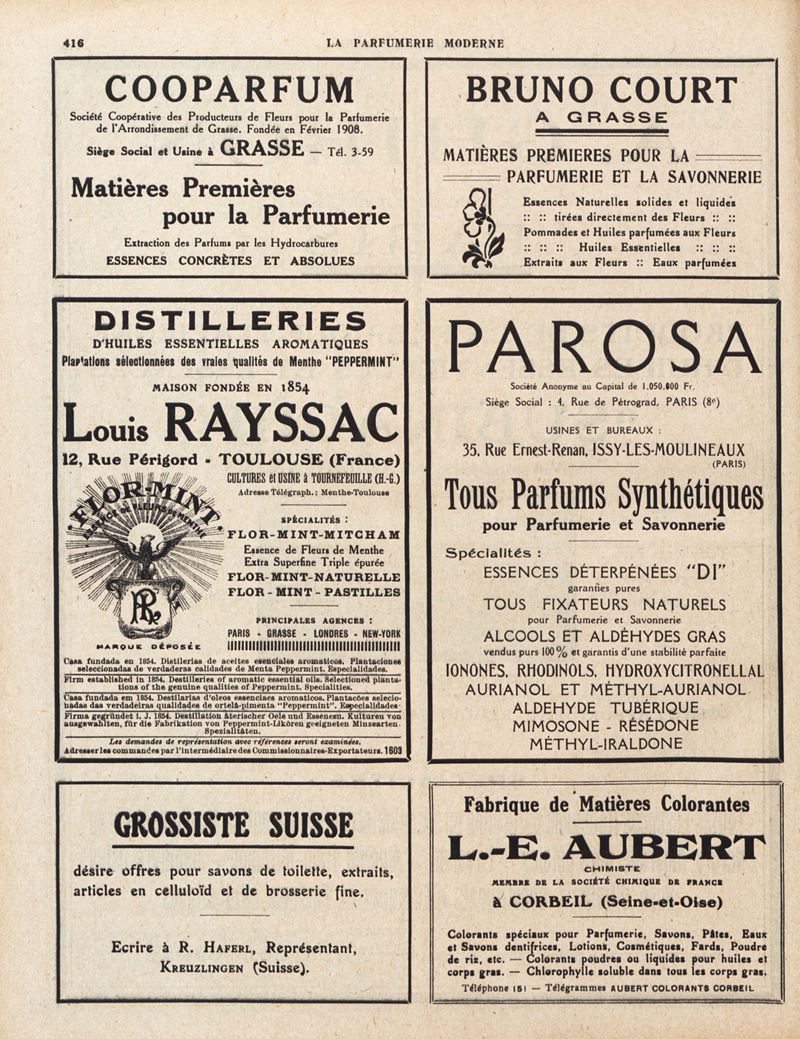 416
LA PARFUMERIE MODERNE
COOPARFUM
Société Coopérative des Producteurs de Fleurs pour la Parfumerie
de l'Arrondissement de Grasse. Fondée en Février 1908.
Siège Social et Usine à GRASSE — Tél. 3-59
Matières Premières
pour la Parfumerie
Extraction des Parfums par les Hydrocarbures
ESSENCES CONCRÈTES ET ABSOLUES
BRUNO COURT
A GRASSE
MATIÈRES PREMIERES POUR LA
PARFUMERIE ET LA SAVONNERIE
Essences Naturelles solides et liquides
:: :: tirées directement des Fleurs :: ::
Pommades et Huiles parfumées aux Fleurs
:: :: :: Huiles Essentielles :: :: ::
Extraits aux Fleurs :: Eaux parfumées
DISTILLERIES
D'HUILES ESSENTIELLES AROMATIQUES
Plantations sélectionnées des vraies qualités de Menthe "PEPPERMINT"
MAISON FONDÉE EN 1854
Louis RAYSSAC
12, Rue Périgord - TOULOUSE (France)
CULTURES et USINE à TOURNEFEUILLE (H.-G.)
Adresse Télégraph.: Menthe-Toulouse
"FLOR-MINT"
ESSENCE DE FLEURS DE MENTHE
R
MARQUE DÉPOSÉE
SPÉCIALITÉS :
FLOR-MINT-MITCHAM
Essence de Fleurs de Menthe
Extra Superfine Triple épurée
FLOR-MINT-NATURELLE
FLOR - MINT - PASTILLES
PRINCIPALES AGENCES :
PARIS - GRASSE - LONDRES - NEW-YORK
Casa fundada en 1854. Distilerias de aceites esenciales aromaticos. Plantaciones
seleccionadas de verdaderas calidades de Menta Peppermint. Especialidades.
Firm established in 1854. Destilleries of aromatic essential oils. Selectioned planta-
tions of the genuine qualities of Peppermint. Specialities.
Casa fundada em 1854. Destilarias d'oleos essenciaes aromaticos. Plantacões selecio-
nadas das verdadeiras qualidades de ortelã-pimenta "Peppermint". Especialidades
Firma gegründet i. J. 1854. Destillation äterischer Oele und Essenzen. Kulturen von
ausgewahlten, für die Fabrikation von Peppermint-Likören geeigneten Minzearten.
Spezialitäten.
Les demandes de représentation avec références seront examinées.
Adresser les commandes par l'intermédiaire des Commissionnaires-Exportateurs. 1603
PAROSA
Société Anonyme au Capital de 1.050.000 Fr.
Siège Social : 4, Rue de Pétrograd, PARIS (8e)
USINES ET BUREAUX :
35, Rue Ernest-Renan, ISSY-LES-MOULINEAUX
(PARIS)
Tous Parfums Synthétiques
pour Parfumerie et Savonnerie
Spécialités :
ESSENCES DÉTERPÉNÉES "DI"
garanties pures
TOUS FIXATEURS NATURELS
pour Parfumerie et Savonnerie
ALCOOLS ET ALDÉHYDES GRAS
vendus purs 100 % et garantis d'une stabilité parfaite
IONONES, RHODINOLS, HYDROXYCITRONELLAL
AURIANOL ET MÉTHYL-AURIANOL
ALDEHYDE TUBÉRIQUE
MIMOSONE - RÉSÉDONE
MÉTHYL-IRALDONE
GROSSISTE SUISSE
désire offres pour savons de toilette, extraits,
articles en celluloïd et de brosserie fine.
Ecrire à R. HAFERL, Représentant,
KREUZLINGEN (Suisse).
Fabrique de Matières Colorantes
L.-E. AUBERT
CHIMISTE
MEMBRE DE LA SOCIÉTÉ CHIMIQUE DE FRANCE
à CORBEIL (Seine-et-Oise)
Colorants spéciaux pour Parfumerie, Savons, Pâtes, Eaux
et Savons dentifrices, Lotions, Cosmétiques, Fards, Poudre
de riz, etc. — Colorants poudres ou liquides pour huiles et
corps gras. — Chlorophylle soluble dans tous les corps gras.
Téléphone 151 — Télégrammes AUBERT COLORANTS CORBEIL